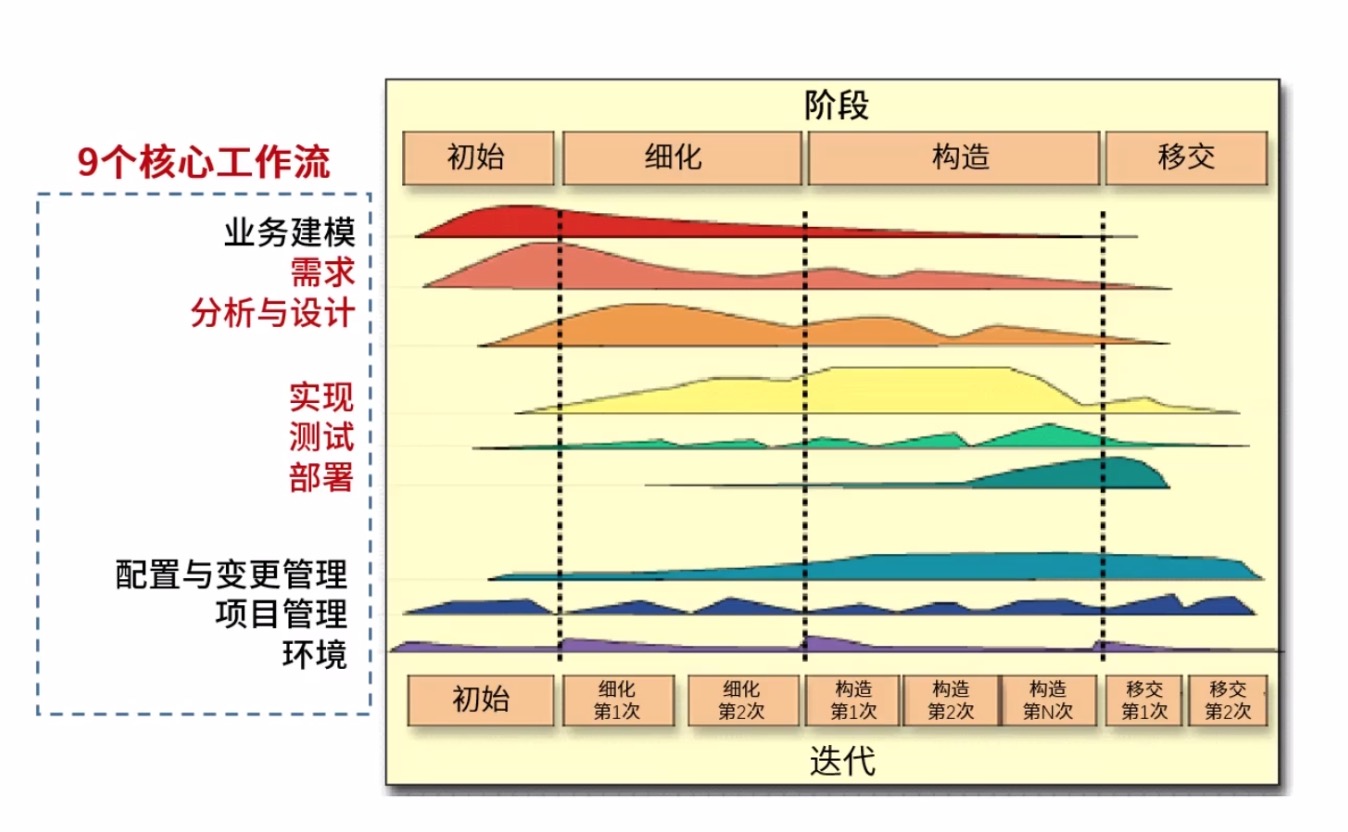 阶段
初始
细化
构造
移交
9个核心工作流
业务建模
需求
分析与设计
实现
测试
部署
配置与变更管理
项目管理
环境
初始
细化
第1次
细化
第2次
构造
第1次
构造
第2次
构造
第N次
移交
第1次
移交
第2次
迭代